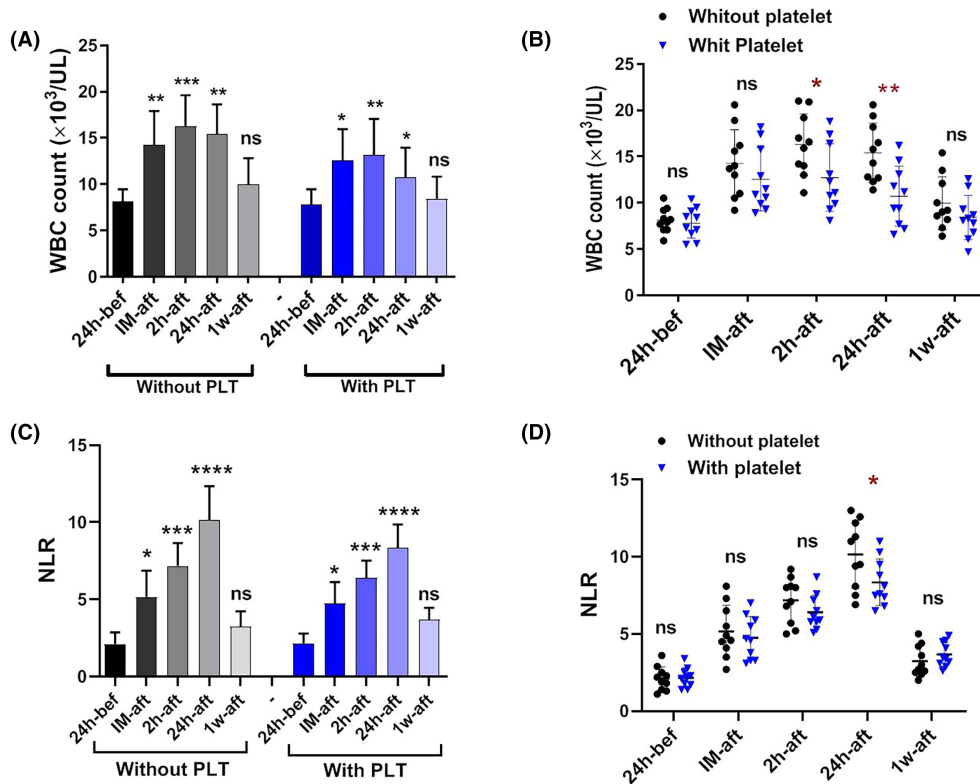 (A)
WBC count (×10³/UL)
25
20
15
10
5
0
** *** ** ns * ** * ns
24h-bef IM-aft 2h-aft 24h-aft 1w-aft - 24h-bef IM-aft 2h-aft 24h-aft 1w-aft
Without PLT With PLT
(B)
Whitout platelet
Whit Platelet
WBC count (×10³/UL)
25
20
15
10
5
0
ns ns * ** ns
24h-bef IM-aft 2h-aft 24h-aft 1w-aft
(C)
NLR
15
10
5
0
* *** **** ns * *** **** ns
24h-bef IM-aft 2h-aft 24h-aft 1w-aft - 24h-bef IM-aft 2h-aft 24h-aft 1w-aft
Without PLT With PLT
(D)
Without platelet
With platelet
NLR
15
10
5
0
ns ns ns * ns
24h-bef IM-aft 2h-aft 24h-aft 1w-aft